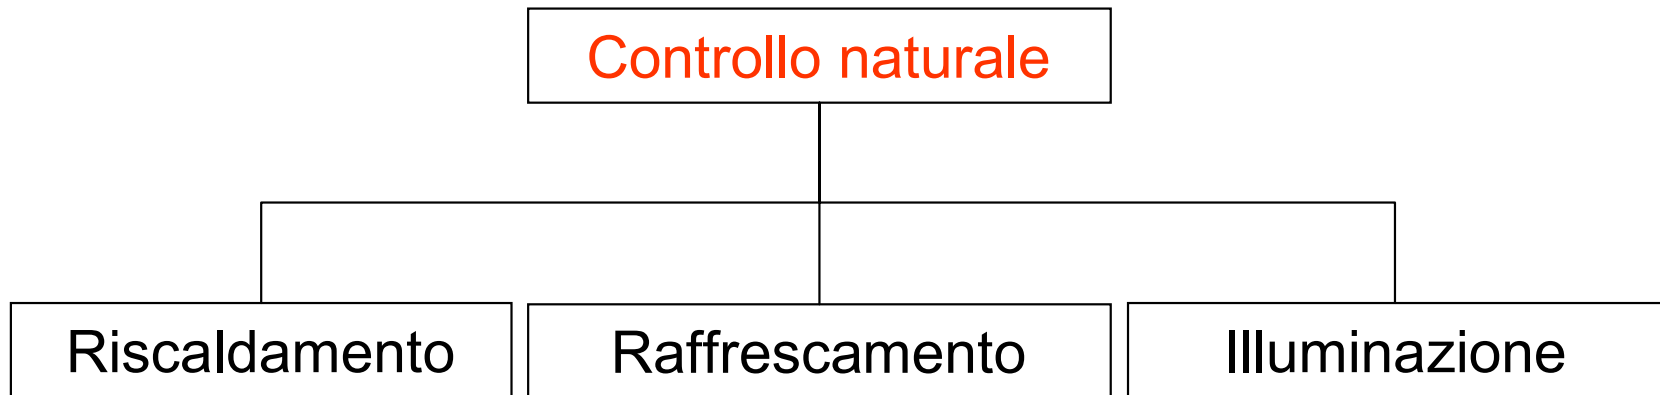 Controllo naturale
Riscaldamento
Raffrescamento
Illuminazione